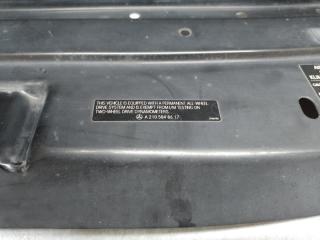 THIS VEHICLE IS EQUIPPED WITH A PERMANENT ALL-WHEEL
DRIVE SYSTEM AND IS EXEMPT FROM I/M TESTING ON
TWO-WHEEL DRIVE DYNAMOMETERS.
A 210 584 86 17